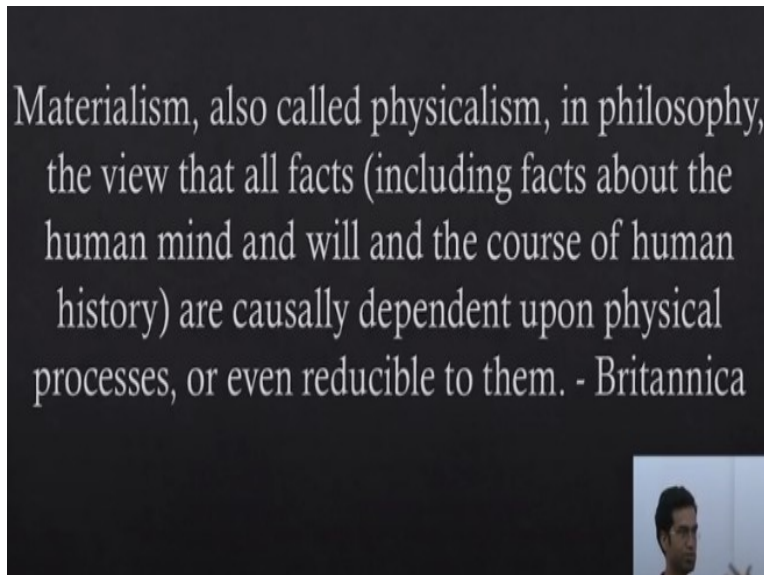 Materialism, also called physicalism, in philosophy,
the view that all facts (including facts about the
human mind and will and the course of human
history) are causally dependent upon physical
processes, or even reducible to them. - Britannica